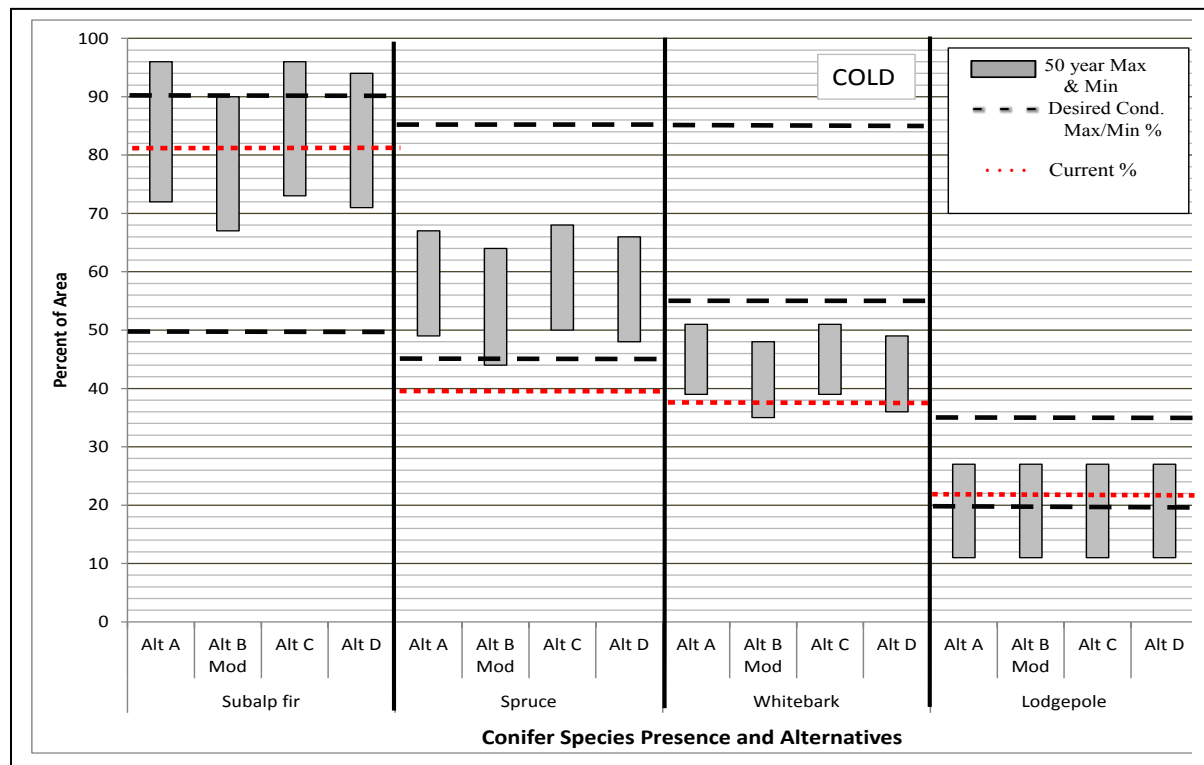 100
90
80
70
60
50
40
30
20
10
0
Percent of Area
COLD
50 year Max
& Min
Desired Cond.
Max/Min %
Current %
Alt A Alt B Alt C Alt D Alt A Alt B Alt C Alt D Alt A Alt B Alt C Alt D Alt A Alt B Alt C Alt D
Mod Mod Mod Mod
Subalp fir Spruce Whitebark Lodgepole
Conifer Species Presence and Alternatives